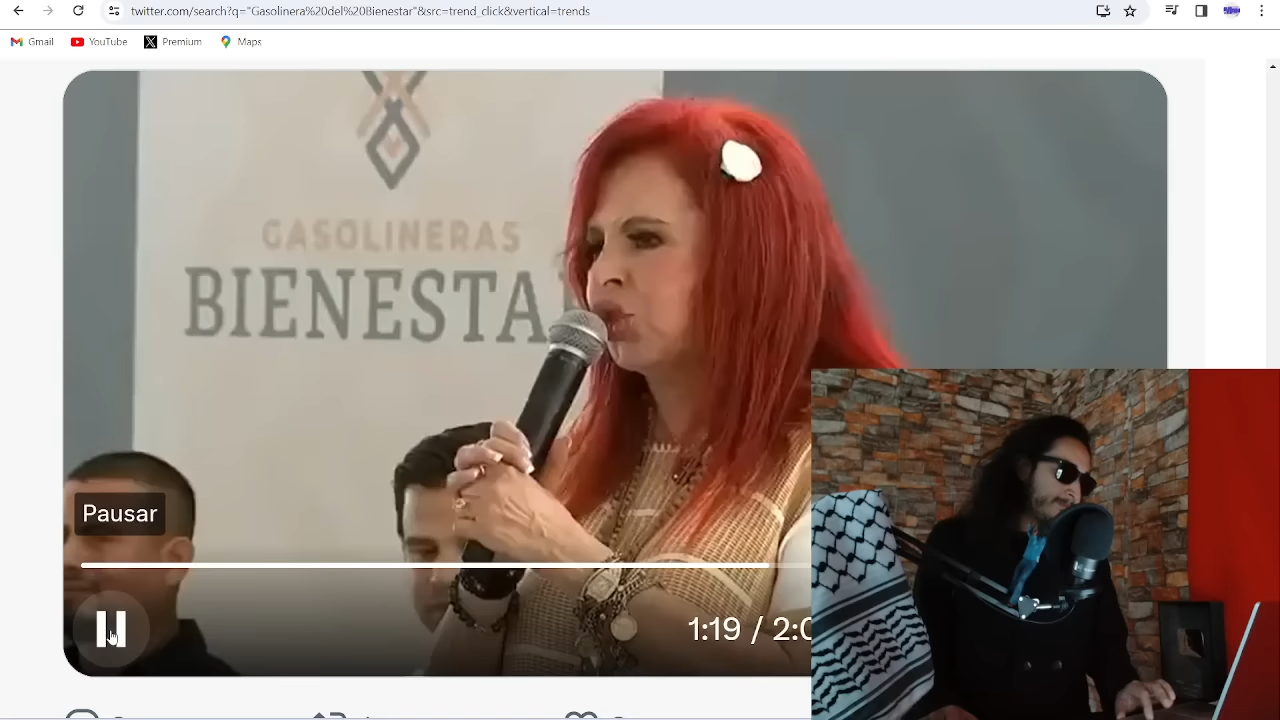 twitter.com/search?q="Gasolinera%20del%20Bienestar"&src=trend_click&vertical=trends
Gmail
YouTube
Premium
Maps
GASOLINERAS
BIENESTA
Pausar
1:19 / 2:0